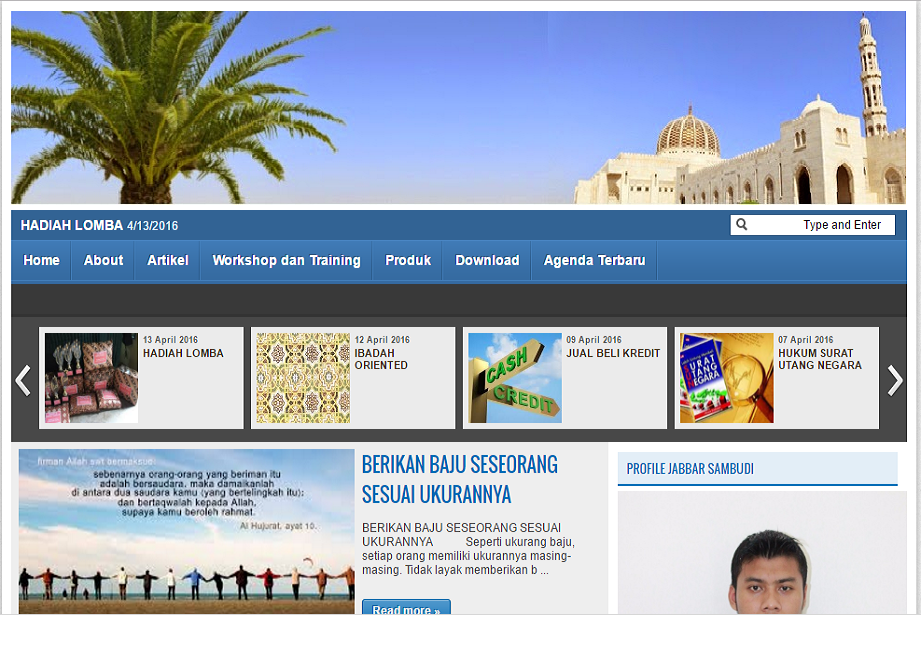 HADIAH LOMBA 4/13/2016
Type and Enter
Home About Artikel Workshop dan Training Produk Download Agenda Terbaru
13 April 2016
HADIAH LOMBA
12 April 2016
IBADAH
ORIENTED
09 April 2016
JUAL BELI KREDIT
CASH
CREDIT
07 April 2016
HUKUM SURAT
UTANG NEGARA
SURAT
UTANG
NEGARA
firman Allah swt bermaksud:
sebenarnya orang-orang yang beriman itu
adalah bersaudara, maka damaikanlah
di antara dua saudara kamu (yang bertelingkah itu);
dan bertaqwalah kepada Allah,
supaya kamu beroleh rahmat.
Al Hujurat, ayat 10.
BERIKAN BAJU SESEORANG
SESUAI UKURANNYA
BERIKAN BAJU SESEORANG SESUAI
UKURANNYA Seperti ukurang baju,
setiap orang memiliki ukurannya masing-
masing. Tidak layak memberikan b ...
Read more »
PROFILE JABBAR SAMBUDI